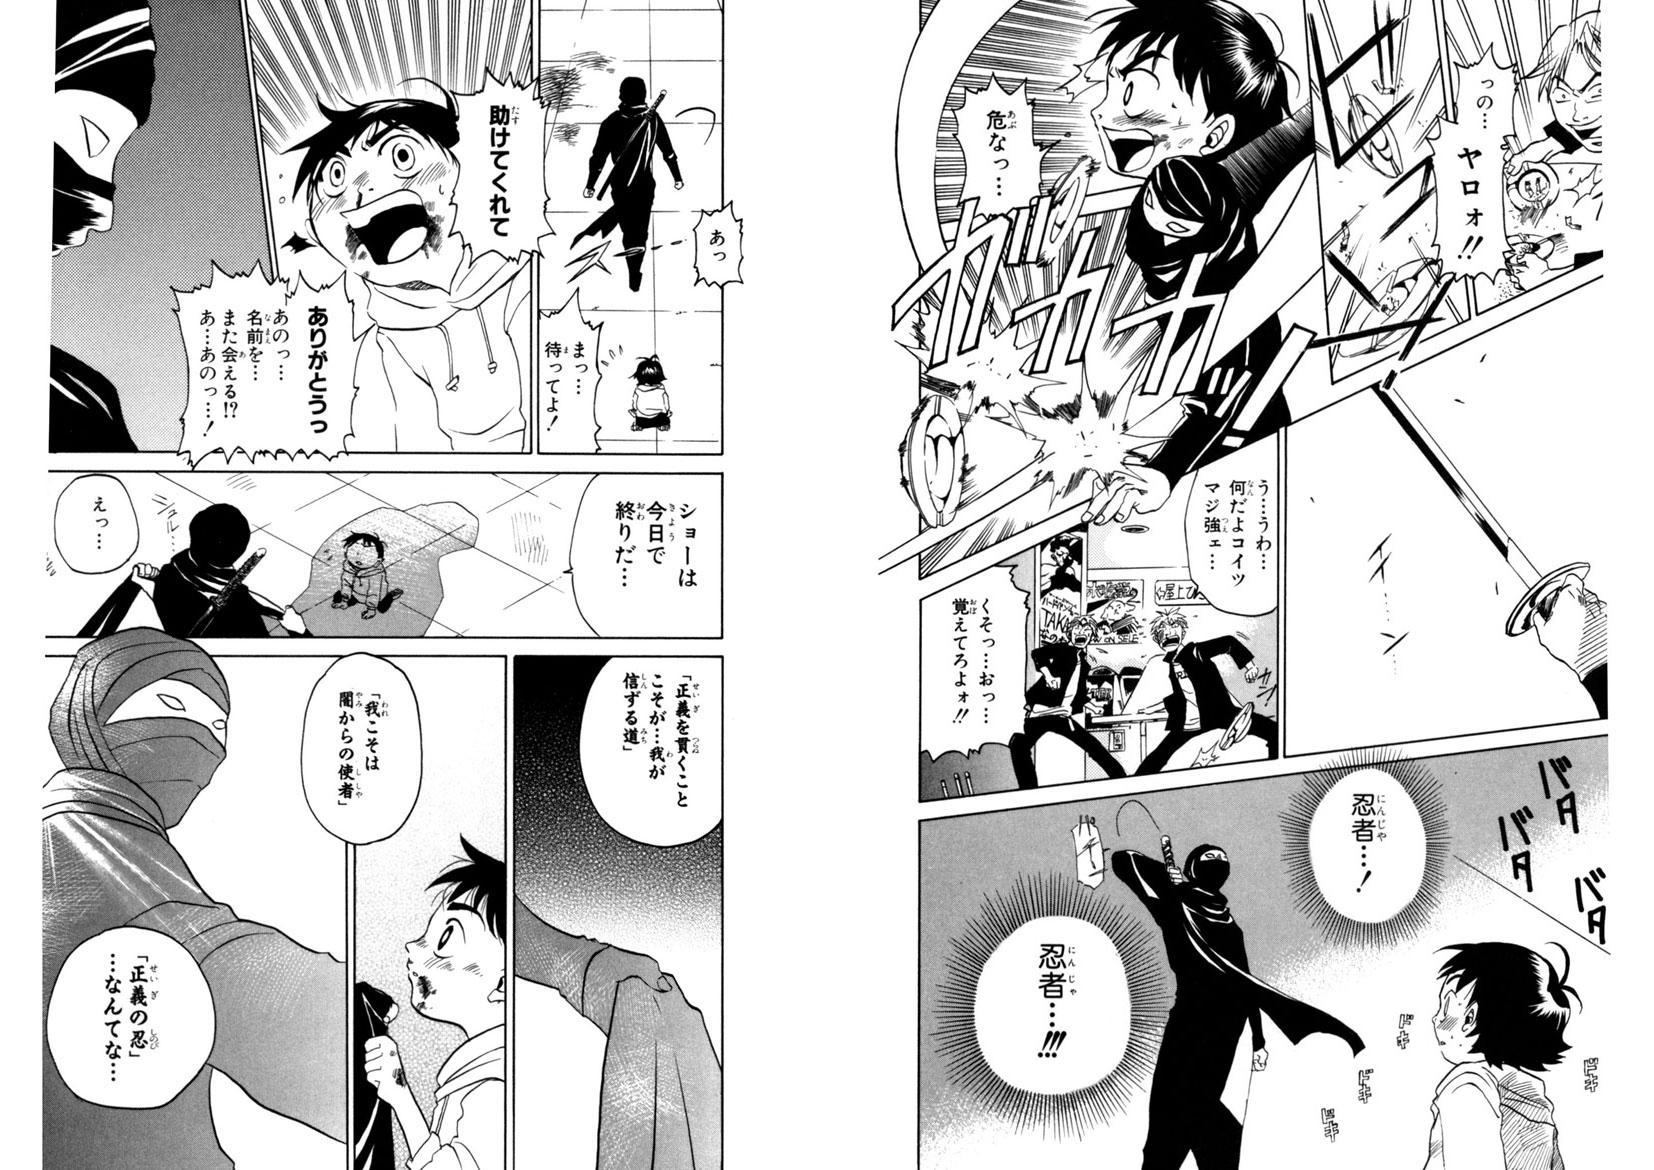 っの…
ヤロォ!!
危なっ…
ガガガガッ!!
イィン
う…うわ…
何だよコイツ
マジ強ェ…
くそっ…おっ…
覚えてろよォ!!
バタ
バタ
バタ
忍者…!
忍者…!!!
ドキ
ドキ
ドキ
ドキ
あっ
まっ…
待ってよ!
助けてくれて
ありがとうっ
あのっ…
名前を…
また会える!?
あ…あのっ…!
ショーは
今日で
終りだ…
えっ…
「正義を貫くこと
こそが…我が
信ずる道」
「我こそは
闇からの使者」
「正義の忍」
…なんてな…